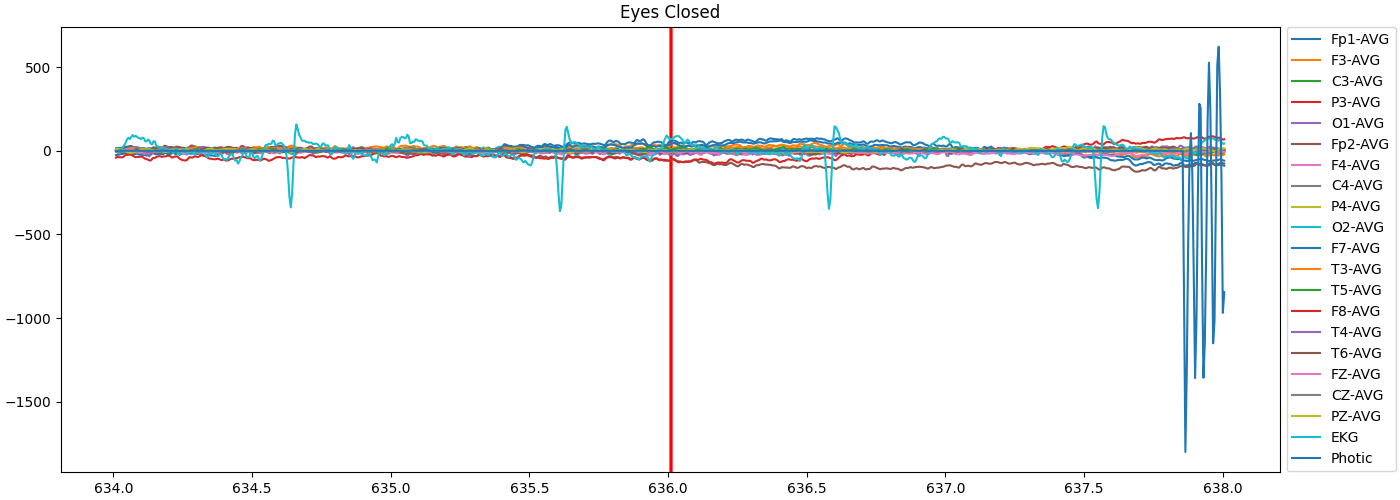 Eyes Closed
500
0
−500
−1000
−1500
634.0 634.5 635.0 635.5 636.0 636.5 637.0 637.5 638.0
Fp1-AVG
F3-AVG
C3-AVG
P3-AVG
O1-AVG
Fp2-AVG
F4-AVG
C4-AVG
P4-AVG
O2-AVG
F7-AVG
T3-AVG
T5-AVG
F8-AVG
T4-AVG
T6-AVG
FZ-AVG
CZ-AVG
PZ-AVG
EKG
Photic